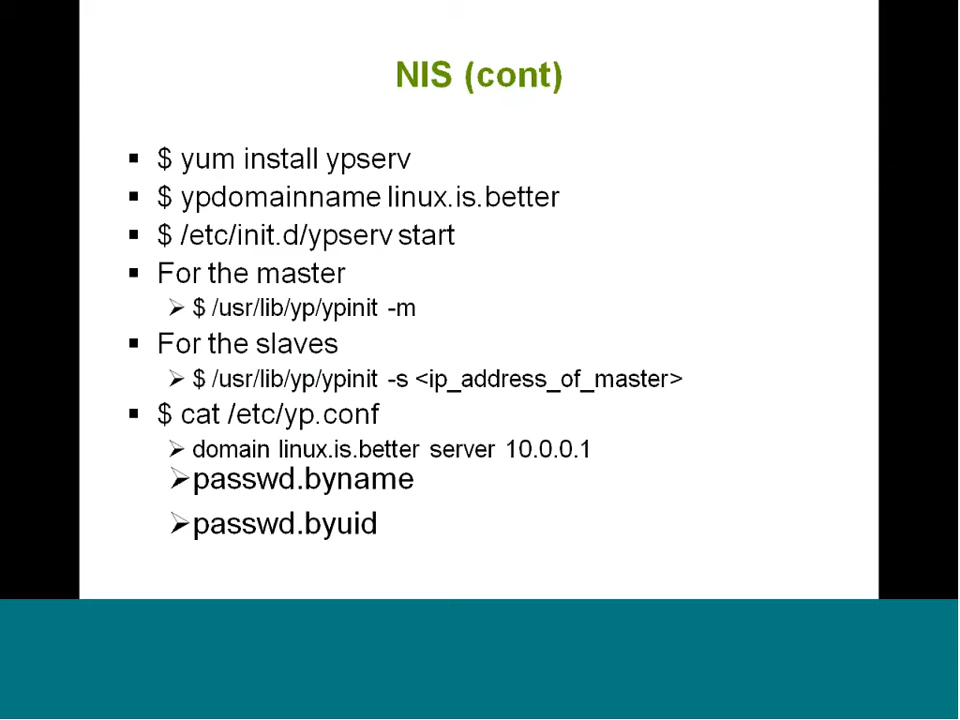 NIS (cont)
▪ $ yum install ypserv
▪ $ ypdomainname linux.is.better
▪ $ /etc/init.d/ypserv start
▪ For the master
➢ $ /usr/lib/yp/ypinit -m
▪ For the slaves
➢ $ /usr/lib/yp/ypinit -s <ip_address_of_master>
▪ $ cat /etc/yp.conf
➢ domain linux.is.better server 10.0.0.1
➢ passwd.byname
➢ passwd.byuid